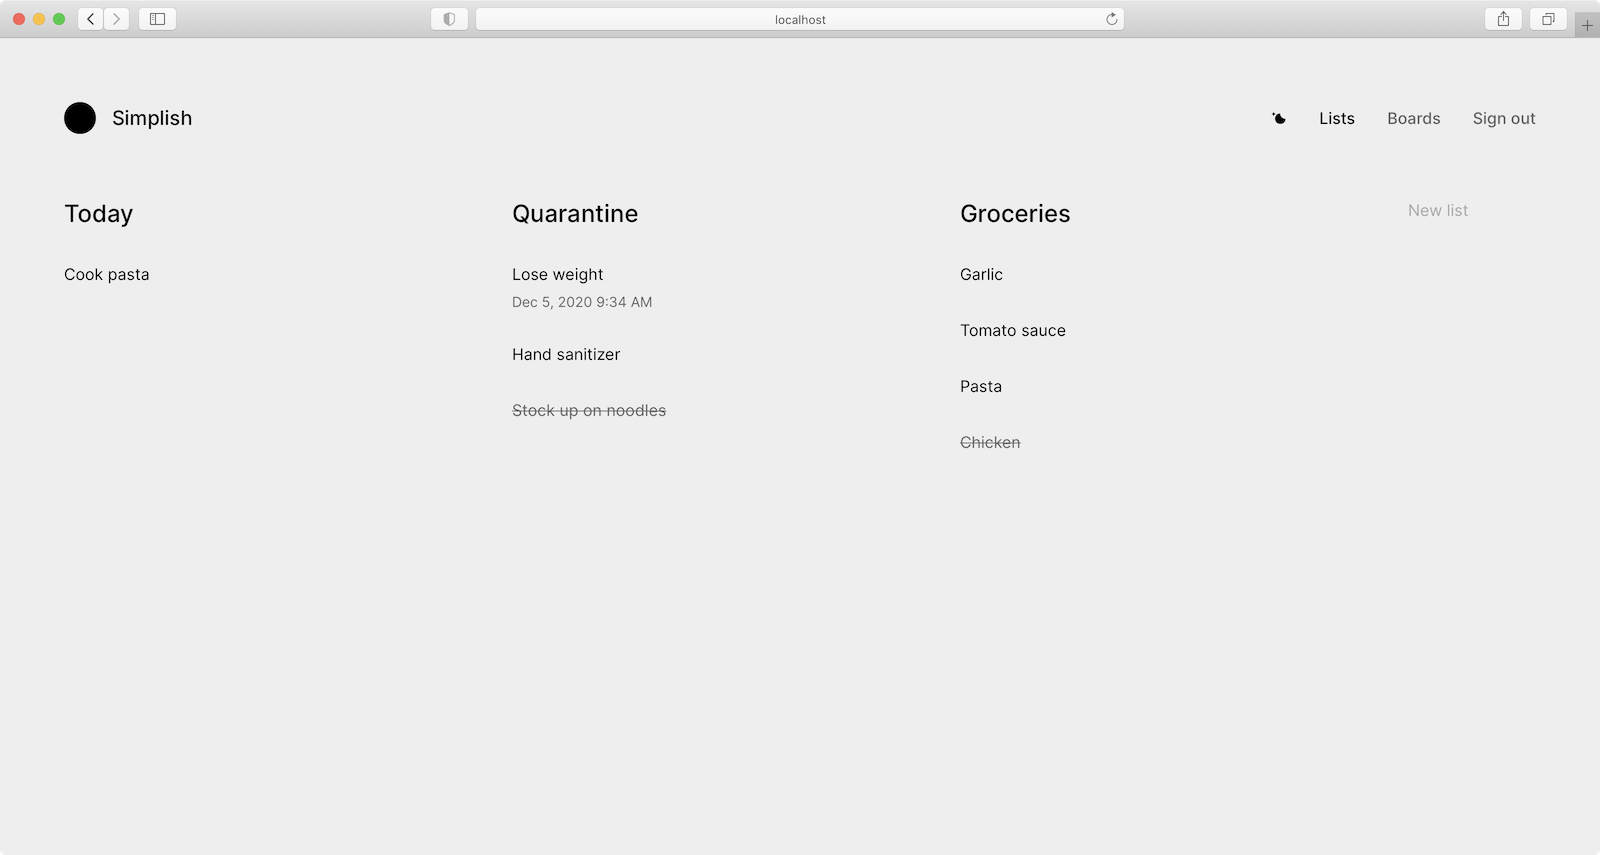 localhost
Simplish
Lists
Boards
Sign out
Today
Cook pasta
Quarantine
Lose weight
Dec 5, 2020 9:34 AM
Hand sanitizer
Stock up on noodles
Groceries
Garlic
Tomato sauce
Pasta
Chicken
New list